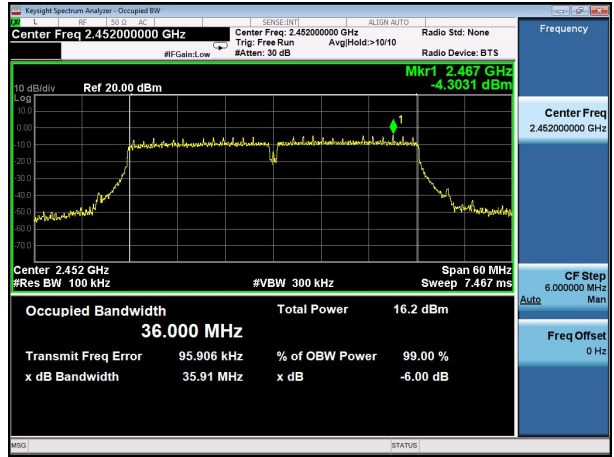 Keysight Spectrum Analyzer - Occupied BW
L RF 50 Ω AC SENSE:INT ALIGN AUTO
Center Freq 2.452000000 GHz
Center Freq: 2.452000000 GHz
Radio Std: None
Trig: Free Run Avg|Hold:>10/10
#IFGain:Low
#Atten: 30 dB
Radio Device: BTS
Frequency
Mkr1 2.467 GHz
-4.3031 dBm
10 dB/div Ref 20.00 dBm
Log
10.0
0.00
-10.0
-20.0
-30.0
-40.0
-50.0
-60.0
-70.0
1
Center 2.452 GHz
Span 60 MHz
#Res BW 100 kHz
#VBW 300 kHz
Sweep 7.467 ms
Center Freq
2.452000000 GHz
CF Step
6.000000 MHz
Auto Man
Freq Offset
0 Hz
Occupied Bandwidth
36.000 MHz
Total Power 16.2 dBm
Transmit Freq Error 95.906 kHz
% of OBW Power 99.00 %
x dB Bandwidth 35.91 MHz
x dB -6.00 dB
MSG
STATUS